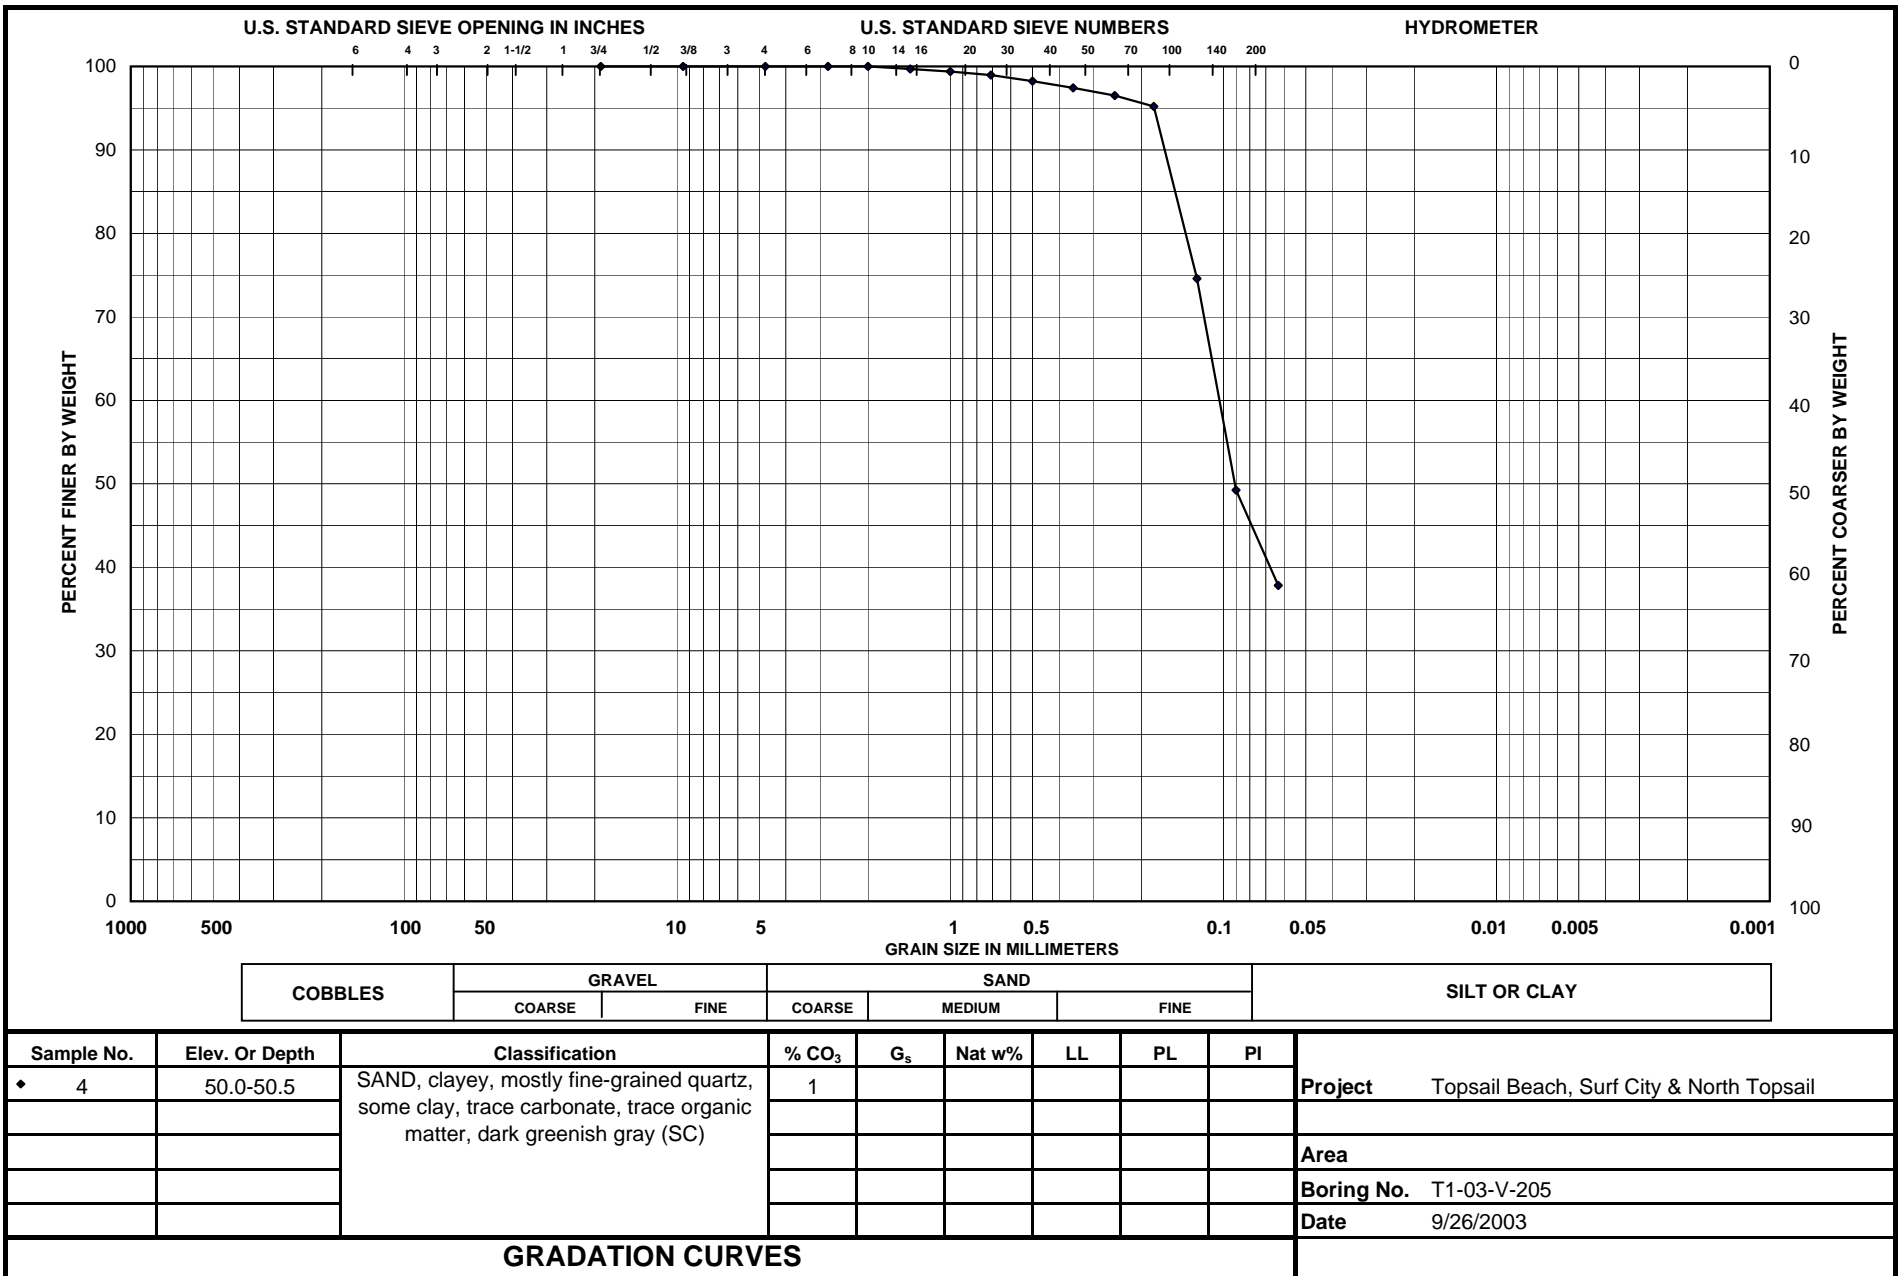 U.S. STANDARD SIEVE OPENING IN INCHES U.S. STANDARD SIEVE NUMBERS HYDROMETER
6 4 3 2 1-1/2 1 3/4 1/2 3/8 3 4 6 8 10 14 16 20 30 40 50 70 100 140 200
100 0
90 10
80 20
70 30
60 40
50 50
40 60
30 70
20 80
10 90
0 100
PERCENT FINER BY WEIGHT
PERCENT COARSER BY WEIGHT
1000 500 100 50 10 5 1 0.5 0.1 0.05 0.01 0.005 0.001
GRAIN SIZE IN MILLIMETERS
COBBLES GRAVEL SAND SILT OR CLAY
COARSE FINE COARSE MEDIUM FINE
Sample No. Elev. Or Depth Classification % CO₃ Gₛ Nat w% LL PL PI
4 50.0-50.5 SAND, clayey, mostly fine-grained quartz, 1
some clay, trace carbonate, trace organic
matter, dark greenish gray (SC)
Project Topsail Beach, Surf City & North Topsail
Area
Boring No. T1-03-V-205
Date 9/26/2003
GRADATION CURVES